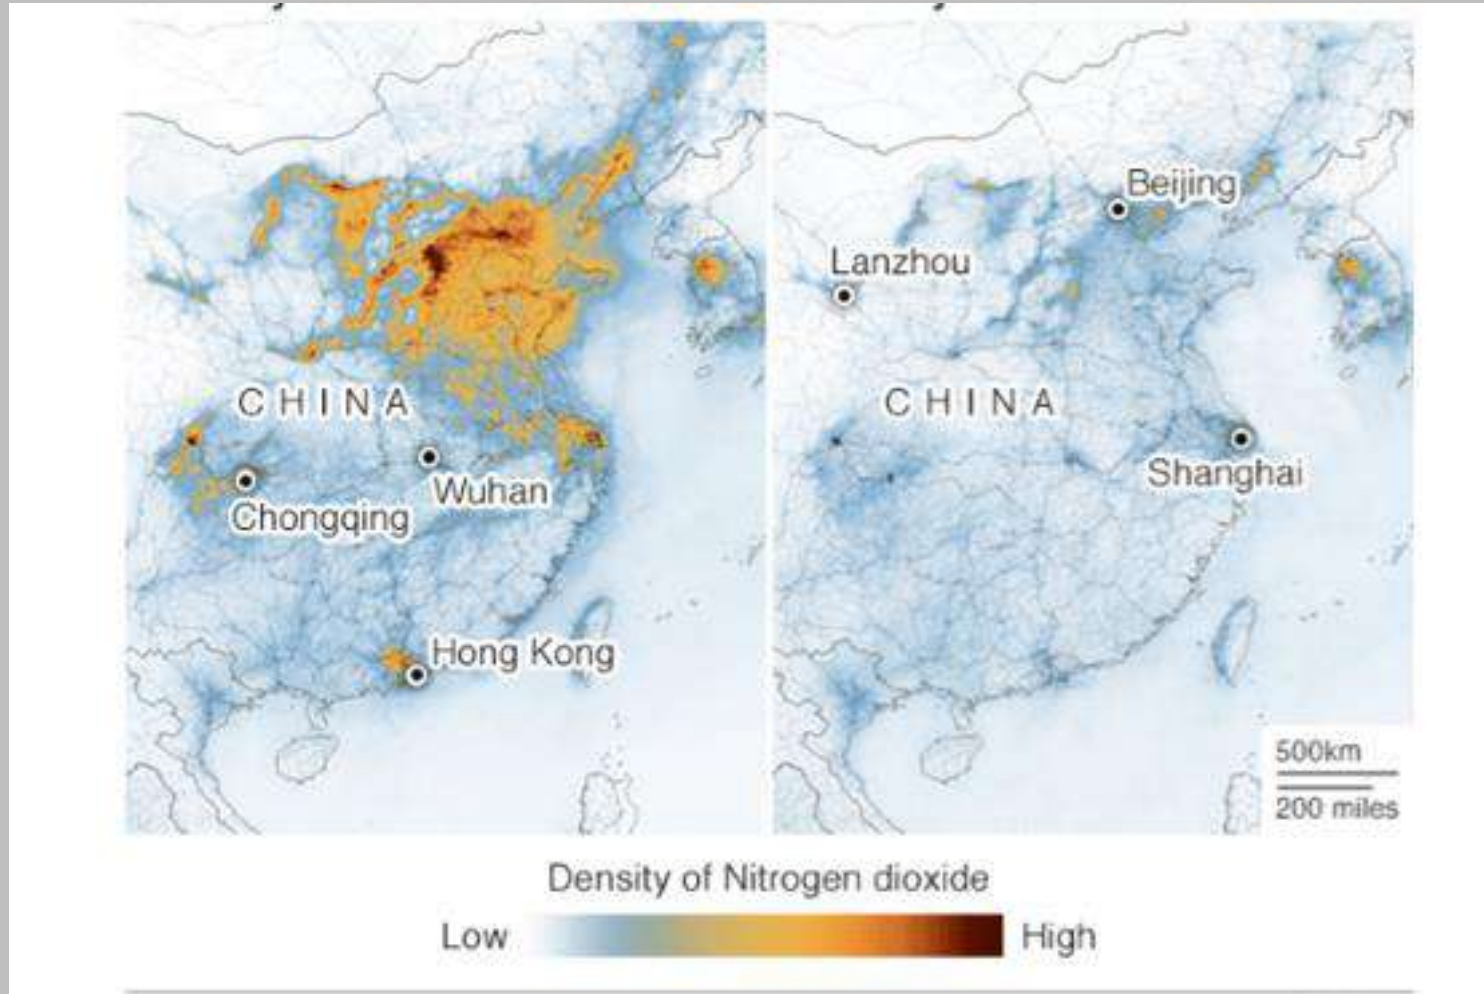 Beijing
Lanzhou
CHINA
CHINA
Wuhan
Shanghai
Chongqing
Hong Kong
500km
200 miles
Density of Nitrogen dioxide
Low
High